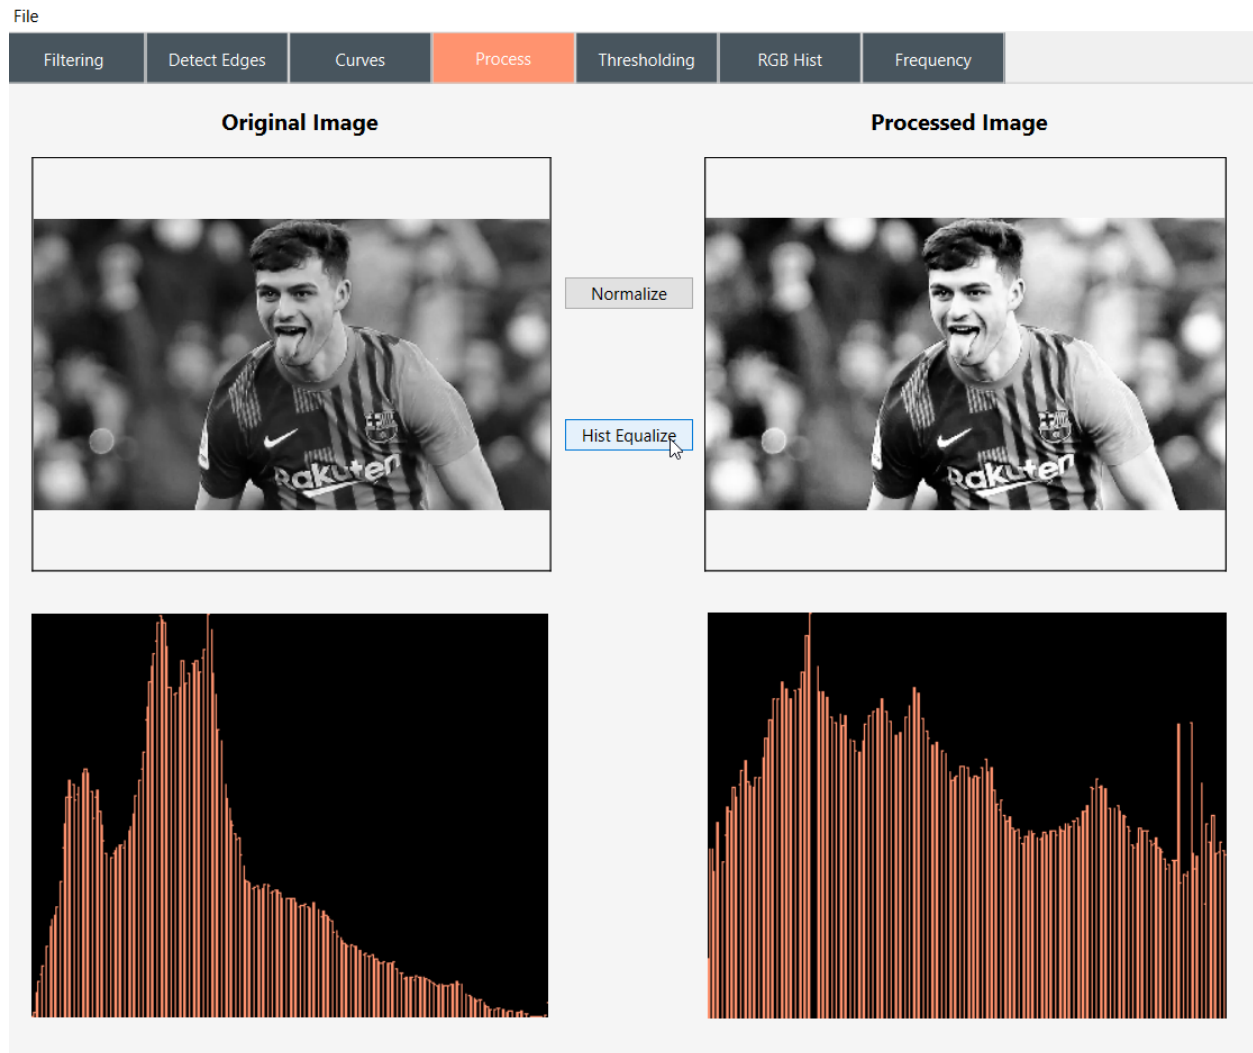 File
Filtering Detect Edges Curves Process Thresholding RGB Hist Frequency
Original Image Processed Image
Normalize
Hist Equalize
Rakuten Rakuten